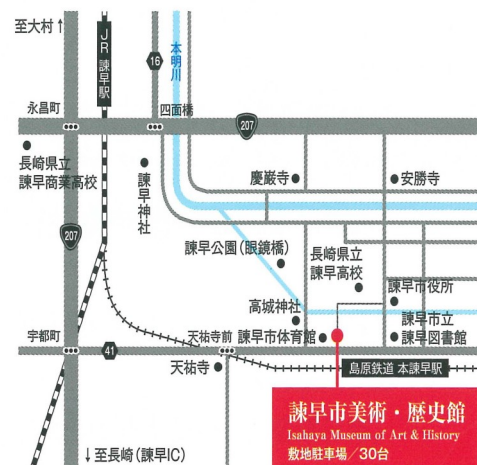 至大村↑
JR 諫早駅
16
本明川
永昌町
四面橋
207
長崎県立
諫早商業高校
諫早神社
慶巌寺
安勝寺
207
諫早公園(眼鏡橋)
長崎県立
諫早高校
諫早市役所
高城神社
諫早市立
諫早図書館
宇都町
41
天祐寺前
諫早市体育館
天祐寺
島原鉄道 本諫早駅
諫早市美術・歴史館
Isahaya Museum of Art & History
敷地駐車場/30台
↓至長崎(諫早IC)